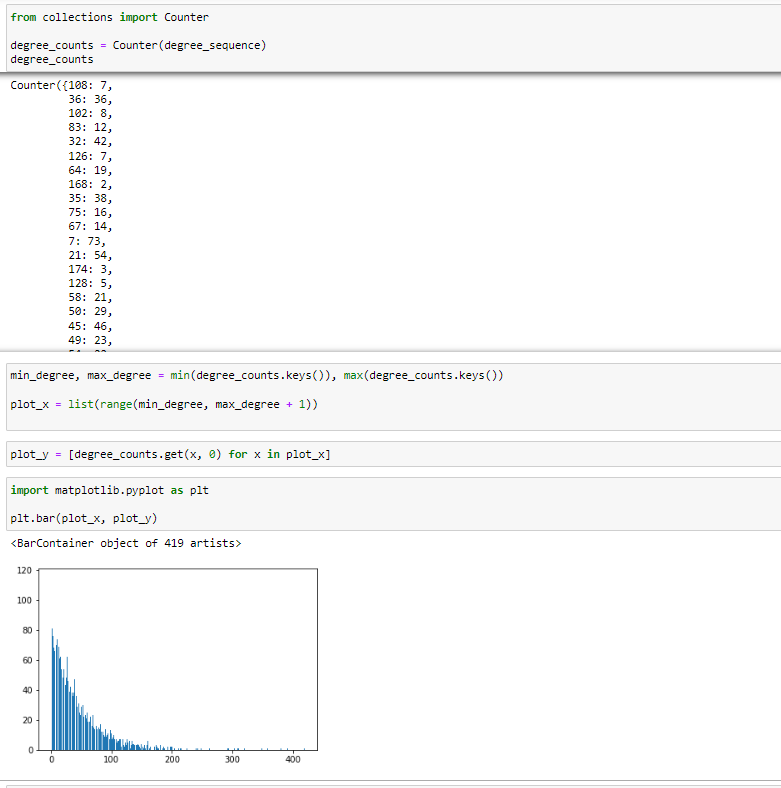 from collections import Counter
degree_counts = Counter(degree_sequence)
degree_counts
Counter({108: 7,
36: 36,
102: 8,
83: 12,
32: 42,
126: 7,
64: 19,
168: 2,
35: 38,
75: 16,
67: 14,
7: 73,
21: 54,
174: 3,
128: 5,
58: 21,
50: 29,
45: 46,
49: 23,
min_degree, max_degree = min(degree_counts.keys()), max(degree_counts.keys())
plot_x = list(range(min_degree, max_degree + 1))
plot_y = [degree_counts.get(x, 0) for x in plot_x]
import matplotlib.pyplot as plt
plt.bar(plot_x, plot_y)
<BarContainer object of 419 artists>
120
100
80
60
40
20
0
0 100 200 300 400